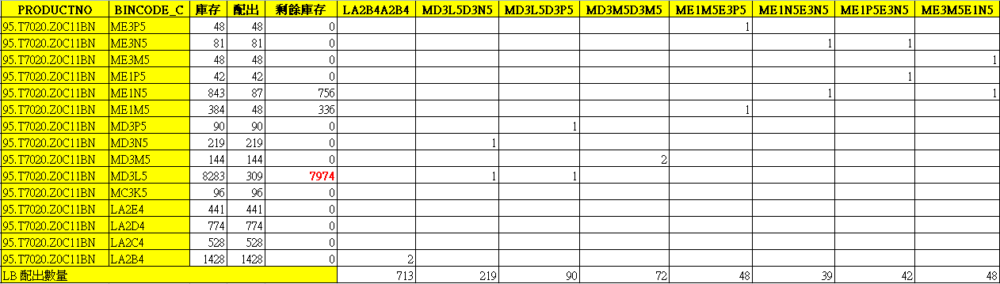 PRODUCTNO BINCODE_C 庫存 配出 剩餘庫存 LA2B4A2B4 MD3L5D3N5 MD3L5D3P5 MD3M5D3M5 ME1M5E3P5 ME1N5E3N5 ME1P5E3N5 ME3M5E1N5
95.T7020.Z0C11BN ME3P5 48 48 0 1
95.T7020.Z0C11BN ME3N5 81 81 0 1 1
95.T7020.Z0C11BN ME3M5 48 48 0 1
95.T7020.Z0C11BN ME1P5 42 42 0 1
95.T7020.Z0C11BN ME1N5 843 87 756 1 1
95.T7020.Z0C11BN ME1M5 384 48 336 1
95.T7020.Z0C11BN MD3P5 90 90 0 1
95.T7020.Z0C11BN MD3N5 219 219 0 1
95.T7020.Z0C11BN MD3M5 144 144 0 2
95.T7020.Z0C11BN MD3L5 8283 309 7974 1 1
95.T7020.Z0C11BN MC3K5 96 96 0
95.T7020.Z0C11BN LA2E4 441 441 0
95.T7020.Z0C11BN LA2D4 774 774 0
95.T7020.Z0C11BN LA2C4 528 528 0
95.T7020.Z0C11BN LA2B4 1428 1428 0 2
LB 配出數量 713 219 90 72 48 39 42 48